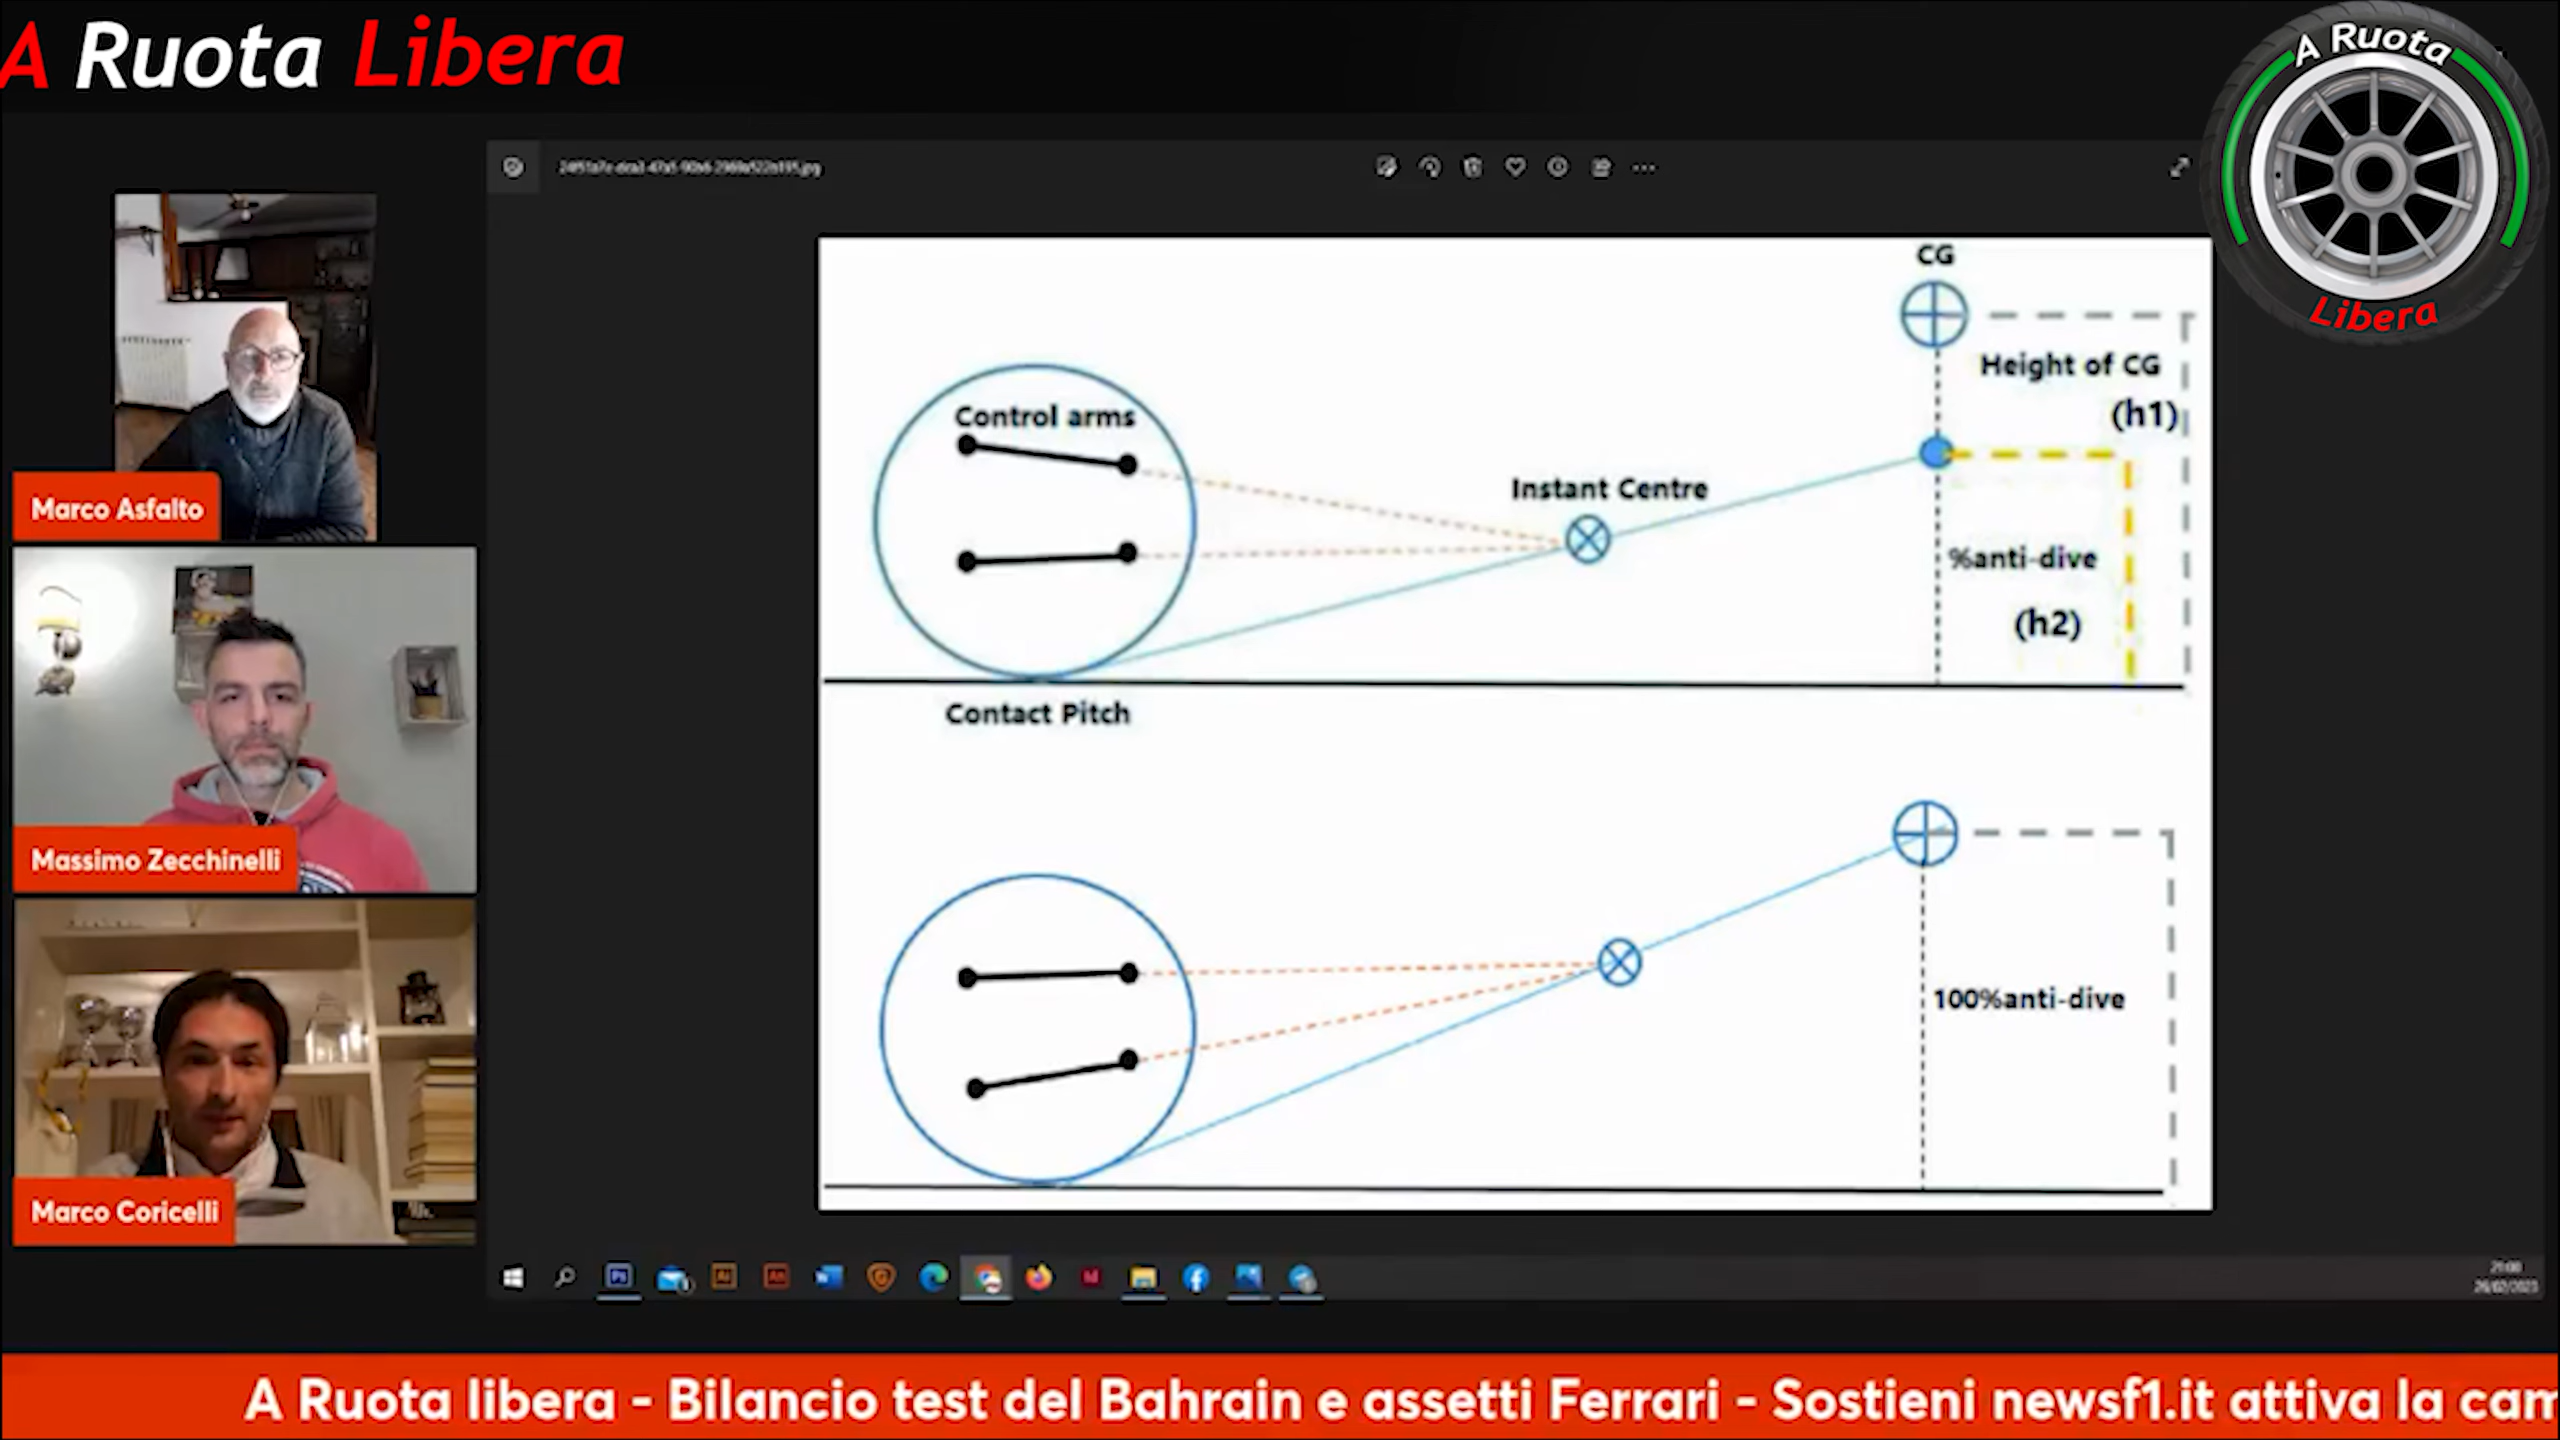 A Ruota Libera
A Ruota
Libera
CG
Height of CG
(h1)
Control arms
Instant Centre
%anti-dive
(h2)
Contact Pitch
100%anti-dive
Marco Asfalto
Massimo Zecchinelli
Marco Coricelli
A Ruota libera - Bilancio test del Bahrain e assetti Ferrari - Sostieni newsf1.it attiva la cam